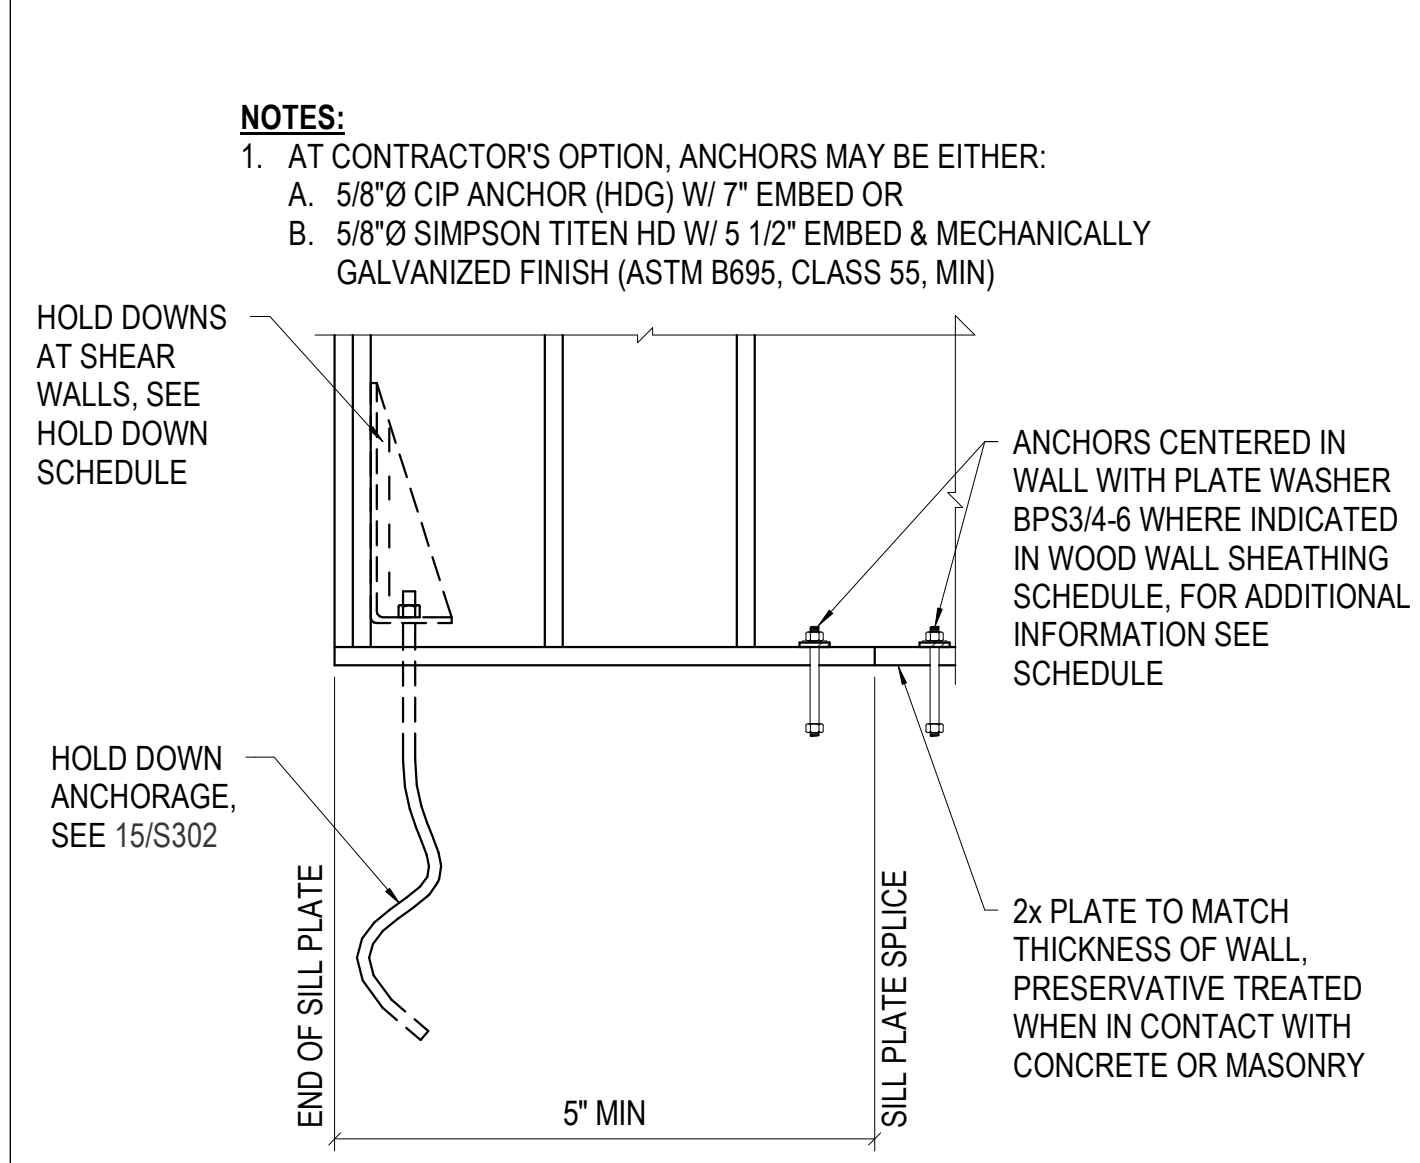 NOTES:
1. AT CONTRACTOR'S OPTION, ANCHORS MAY BE EITHER:
A. 5/8"Ø CIP ANCHOR (HDG) W/ 7" EMBED OR
B. 5/8"Ø SIMPSON TITEN HD W/ 5 1/2" EMBED & MECHANICALLY
GALVANIZED FINISH (ASTM B695, CLASS 55, MIN)
HOLD DOWNS
AT SHEAR
WALLS, SEE
HOLD DOWN
SCHEDULE
ANCHORS CENTERED IN
WALL WITH PLATE WASHER
BPS3/4-6 WHERE INDICATED
IN WOOD WALL SHEATHING
SCHEDULE, FOR ADDITIONAL
INFORMATION SEE
SCHEDULE
HOLD DOWN
ANCHORAGE,
SEE 15/S302
END OF SILL PLATE
SILL PLATE SPLICE
2x PLATE TO MATCH
THICKNESS OF WALL,
PRESERVATIVE TREATED
WHEN IN CONTACT WITH
CONCRETE OR MASONRY
5" MIN